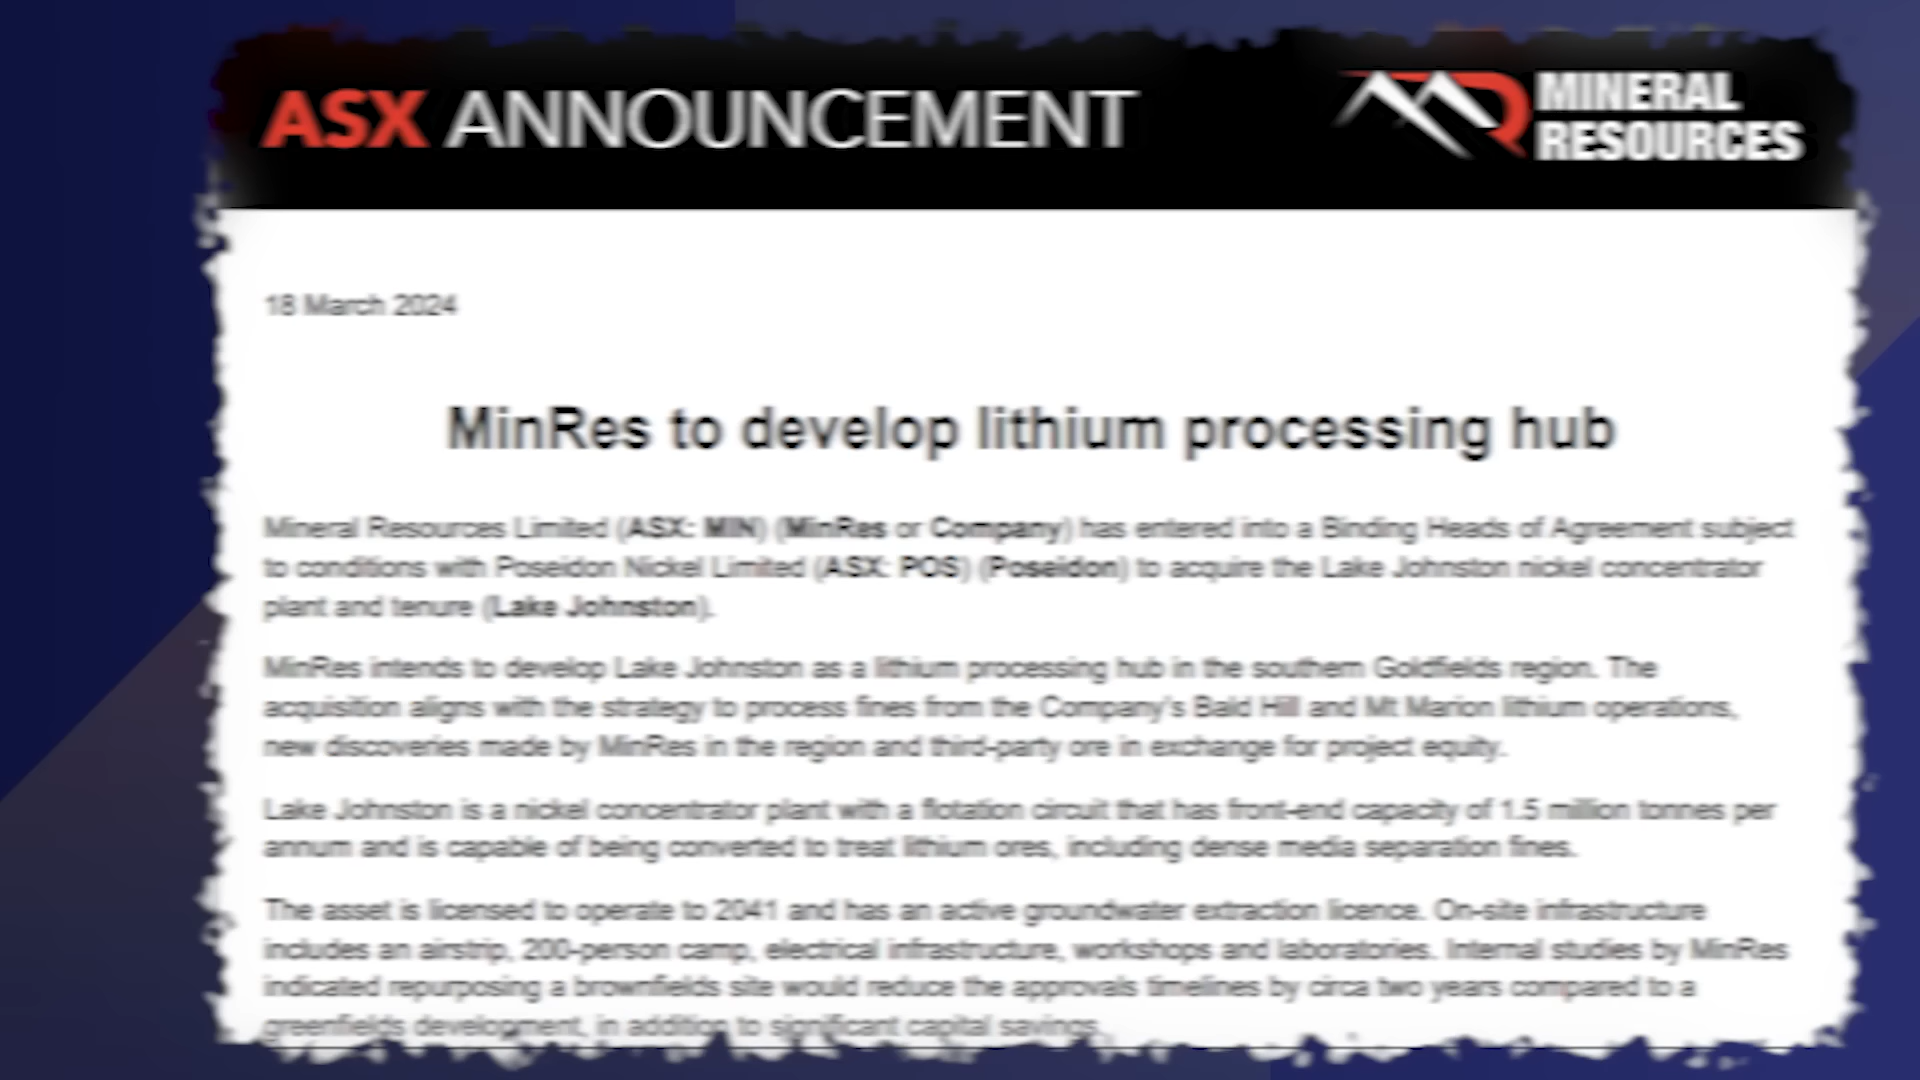 ASX ANNOUNCEMENT
MINERAL
RESOURCES
18 March 2024
MinRes to develop lithium processing hub
Mineral Resources Limited (ASX: MIN) (MinRes or Company) has entered into a Binding Heads of Agreement subject
to conditions with Poseidon Nickel Limited (ASX: POS) (Poseidon) to acquire the Lake Johnston nickel concentrator
plant and tenure (Lake Johnston).
MinRes intends to develop Lake Johnston as a lithium processing hub in the southern Goldfields region. The
acquisition aligns with the strategy to process fines from the Company's Bald Hill and Mt Marion lithium operations,
new discoveries made by MinRes in the region and third-party ore in exchange for project equity.
Lake Johnston is a nickel concentrator plant with a flotation circuit that has front-end capacity of 1.5 million tonnes per
annum and is capable of being converted to treat lithium ores, including dense media separation fines.
The asset is licensed to operate to 2041 and has an active groundwater extraction licence. On-site infrastructure
includes an airstrip, 200-person camp, electrical infrastructure, workshops and laboratories. Internal studies by MinRes
indicated repurposing a brownfields site would reduce the approvals timelines by circa two years compared to a
greenfields development, in addition to significant capital savings.